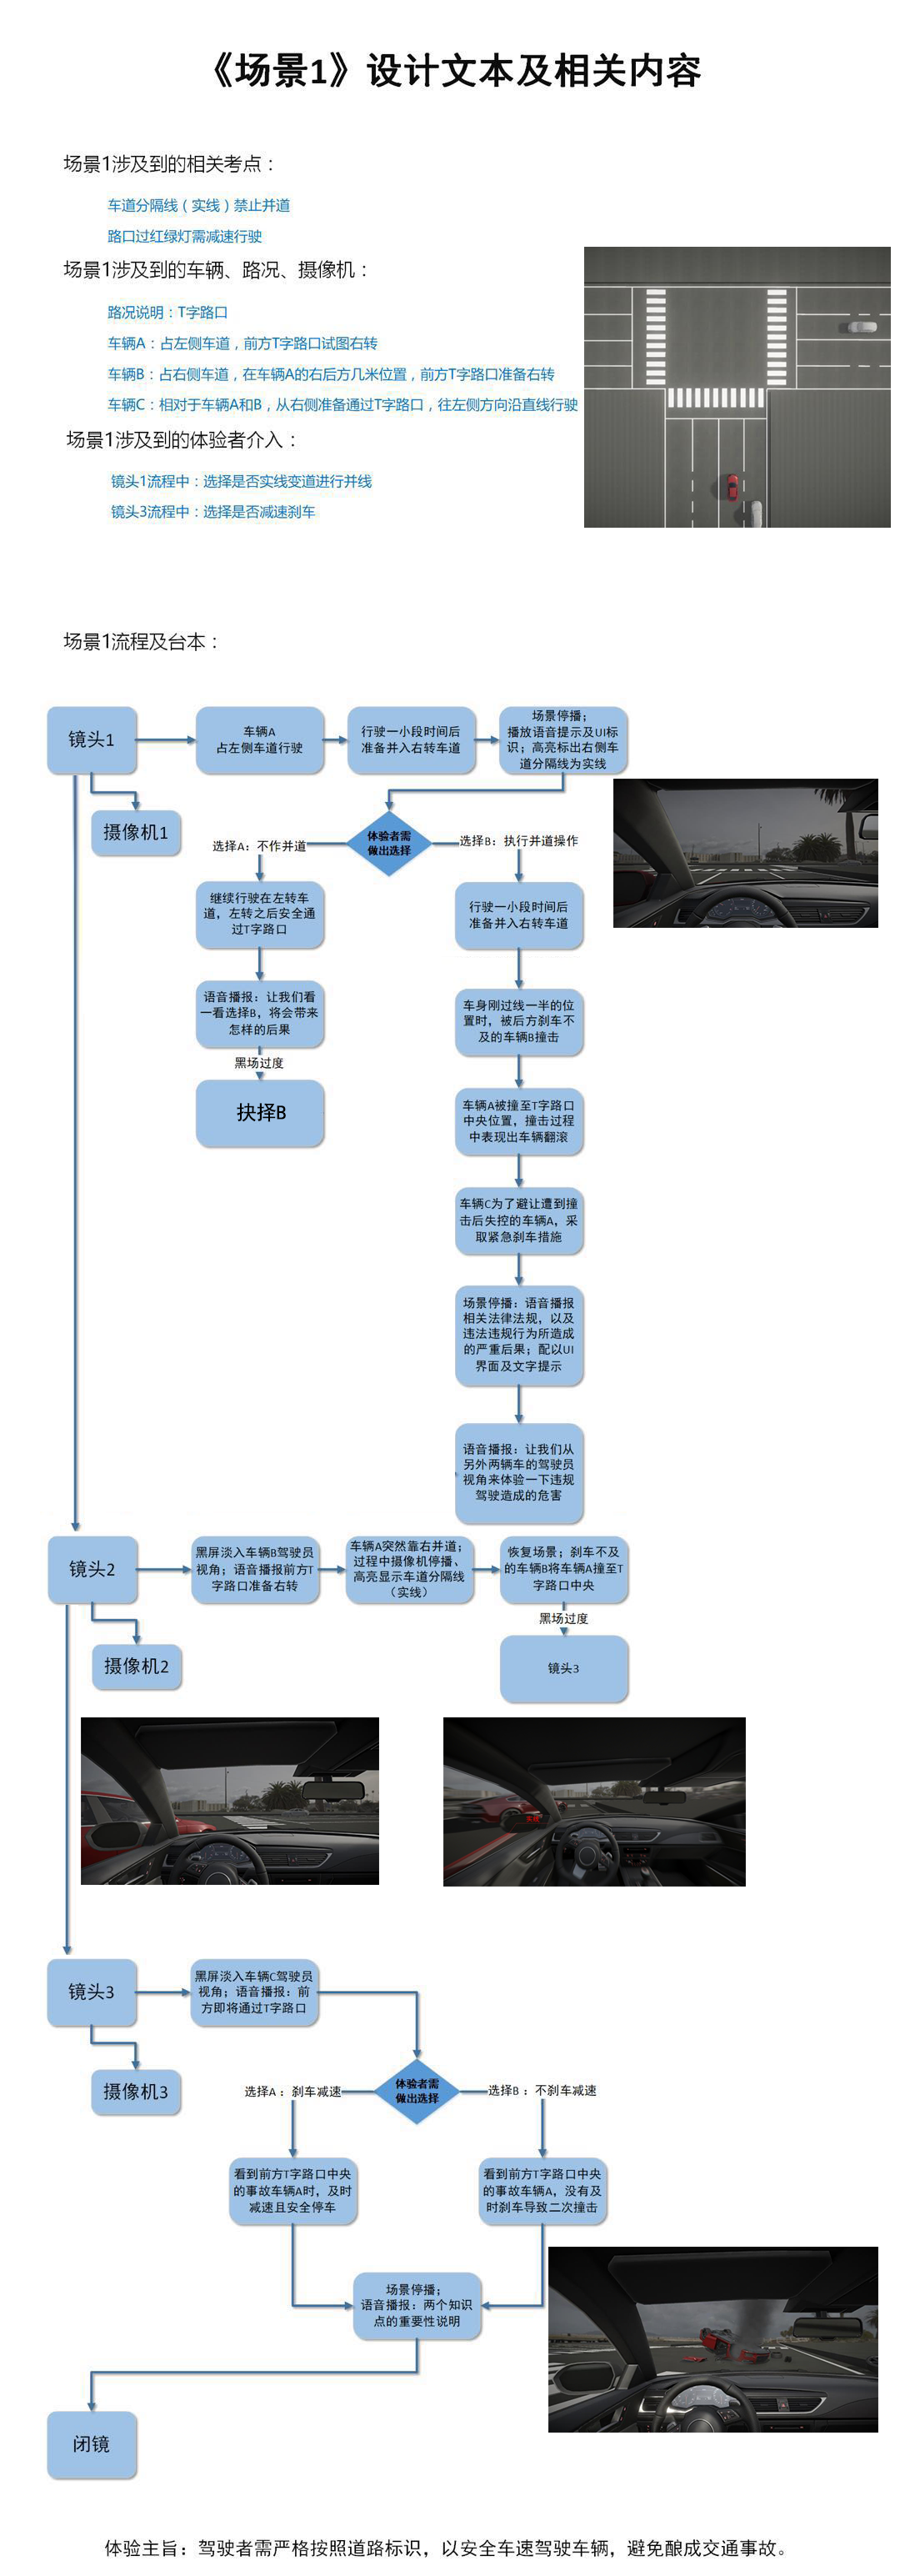 《场景1》设计文本及相关内容
场景1涉及到的相关考点：
车道分隔线（实线）禁止并道
路口过红绿灯需减速行驶
场景1涉及到的车辆、路况、摄像机：
路况说明：T字路口
车辆A：占左侧车道，前方T字路口试图右转
车辆B：占右侧车道，在车辆A的右后方几米位置，前方T字路口准备右转
车辆C：相对于车辆A和B，从右侧准备通过T字路口，往左侧方向沿直线行驶
场景1涉及到的体验者介入：
镜头1流程中：选择是否实线变道进行并线
镜头3流程中：选择是否减速刹车
场景1流程及台本：
镜头1
车辆A
占左侧车道行驶
行驶一小段时间后
准备并入右转车道
场景停播；
播放语音提示及UI标
识；高亮标出右侧车
道分隔线为实线
摄像机1
体验者需
做出选择
选择A：不作并道
选择B：执行并道操作
继续行驶在左转车
道，左转之后安全通
过T字路口
行驶一小段时间后
准备并入右转车道
语音播报：让我们看
一看选择B，将会带来
怎样的后果
黑场过度
抉择B
车身刚过线一半的位
置时，被后方刹车不
及的车辆B撞击
车辆A被撞至T字路口
中央位置，撞击过程
中表现出车辆翻滚
车辆C为了避让遭到撞
击后失控的车辆A，采
取紧急刹车措施
场景停播：语音播报
相关法律法规，以及
违法违规行为所造成
的严重后果；配以UI
界面及文字提示
语音播报：让我们从
另外两辆车的驾驶员
视角来体验一下违规
驾驶造成的危害
镜头2
黑屏淡入车辆B驾驶员
视角；语音播报前方T
字路口准备右转
车辆A突然靠右并道；
过程中摄像机停播、
高亮显示车道分隔线
（实线）
恢复场景；刹车不及
的车辆B将车辆A撞至T
字路口中央
黑场过度
镜头3
摄像机2
镜头3
黑屏淡入车辆C驾驶员
视角；语音播报：前
方即将通过T字路口
摄像机3
体验者需
做出选择
选择A：刹车减速
选择B：不刹车减速
看到前方T字路口中央
的事故车辆A时，及时
减速且安全停车
看到前方T字路口中央
的事故车辆A，没有及
时刹车导致二次撞击
场景停播；
语音播报：两个知识
点的重要性说明
闭镜
体验主旨：驾驶者需严格按照道路标识，以安全车速驾驶车辆，避免酿成交通事故。